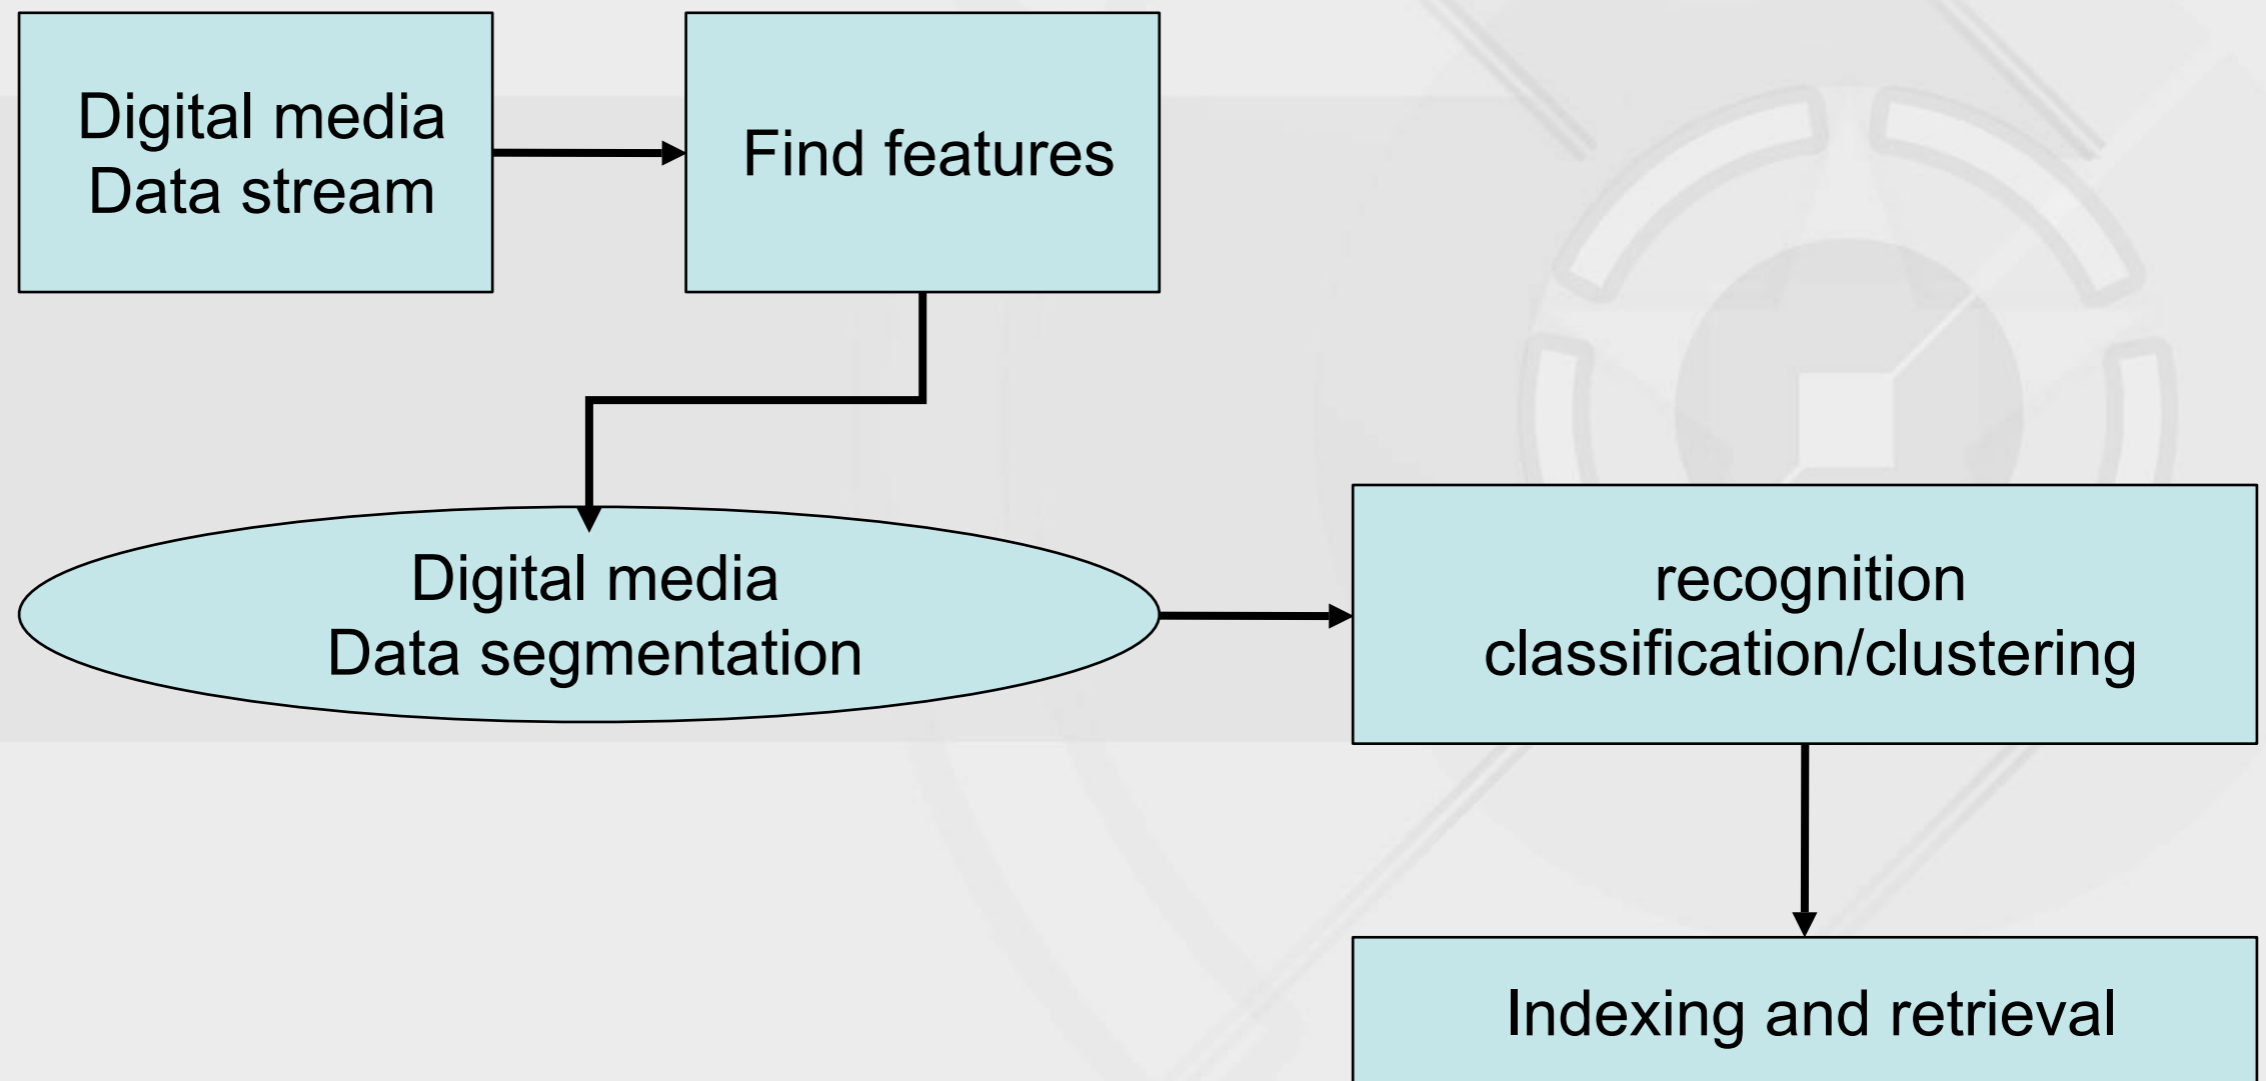 Digital media
Data stream
Find features
Digital media
Data segmentation
recognition
classification/clustering
Indexing and retrieval